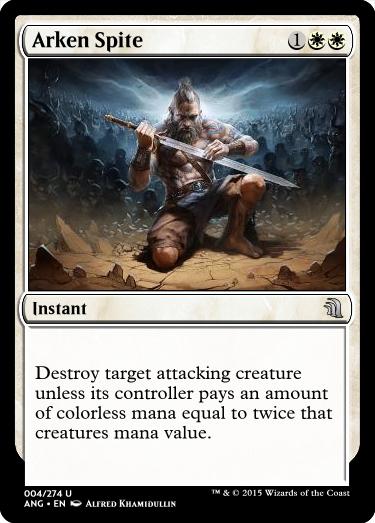 Arken Spite 1
Instant
Destroy target attacking creature
unless its controller pays an amount
of colorless mana equal to twice that
creatures mana value.
004/274 U
™ & © 2015 Wizards of the Coast
ANG • EN Alfred Khamidullin